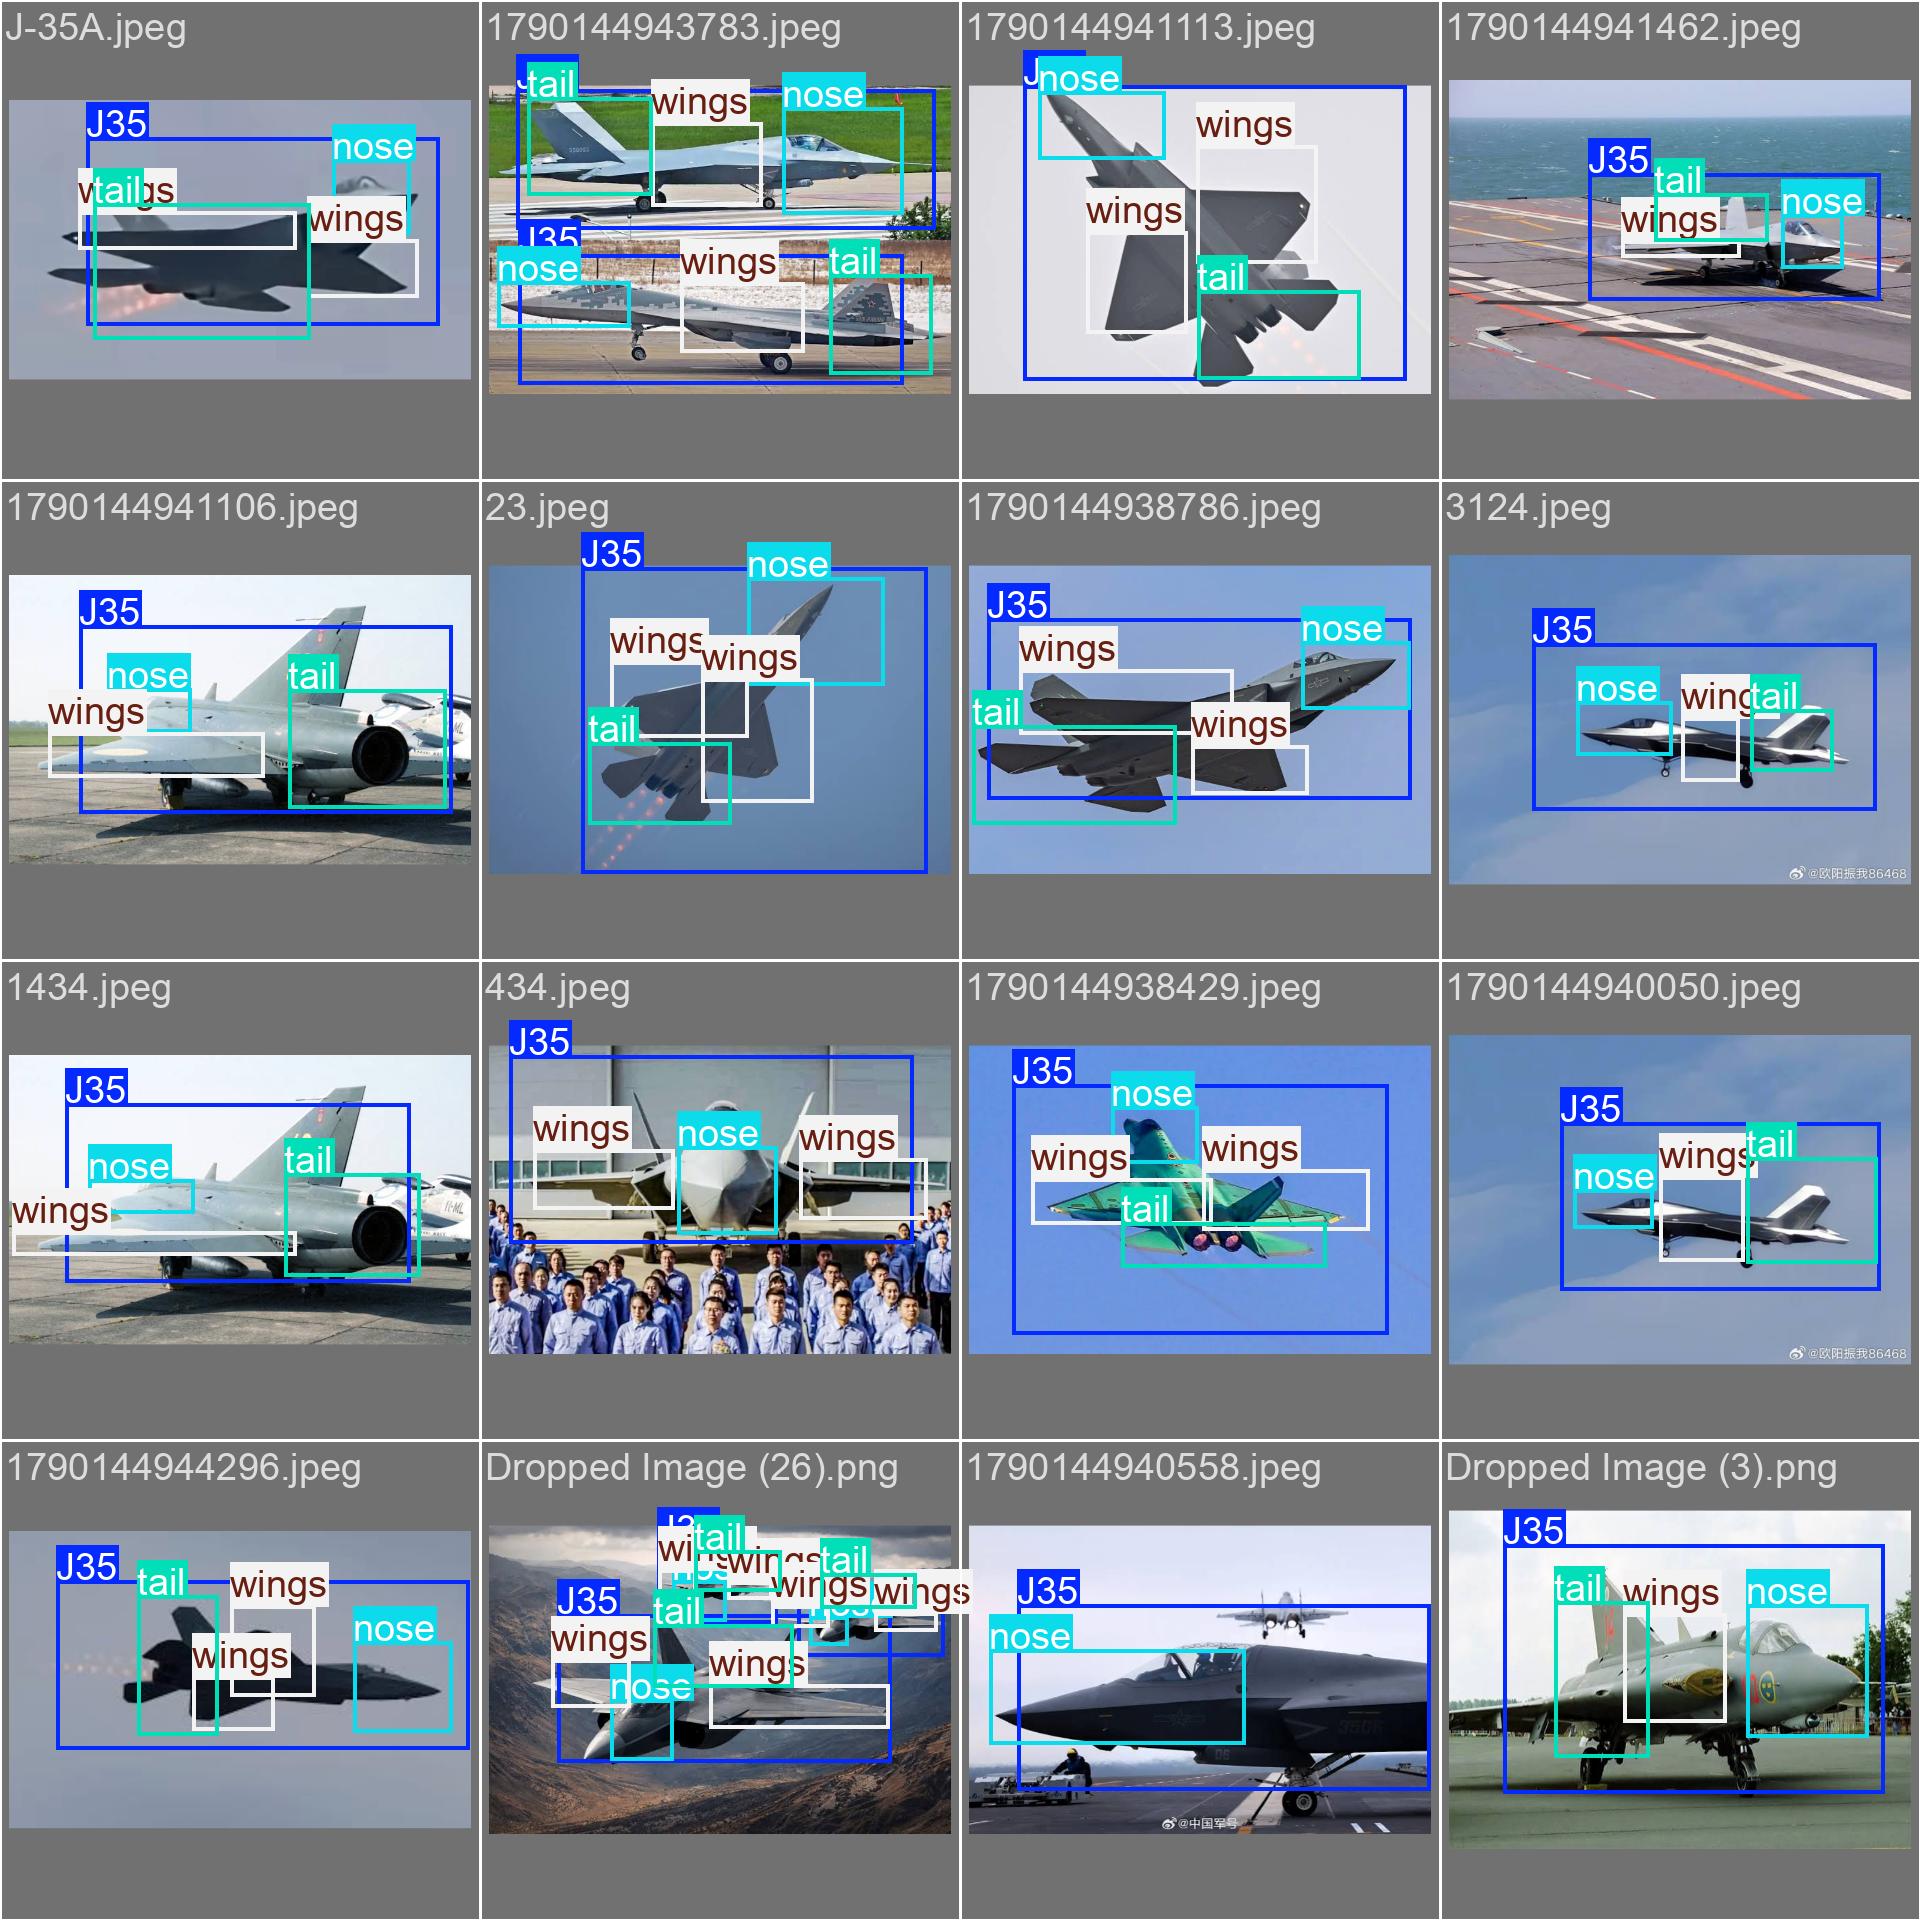 J-35A.jpeg
1790144943783.jpeg
1790144941113.jpeg
1790144941462.jpeg
J35
nose
wings
tail
wings
tail
wings
nose
J35
nose
wings
tail
nose
wings
wings
tail
J35
tail
wings
nose
1790144941106.jpeg
23.jpeg
1790144938786.jpeg
3124.jpeg
J35
nose
tail
wings
J35
nose
wings
wings
tail
J35
nose
wings
tail
wings
J35
nose
wings
tail
@欧阳振我86468
1434.jpeg
434.jpeg
1790144938429.jpeg
1790144940050.jpeg
J35
nose
tail
wings
J35
wings
nose
wings
J35
nose
wings
wings
tail
J35
nose
wings
tail
@欧阳振我86468
1790144944296.jpeg
Dropped Image (26).png
1790144940558.jpeg
Dropped Image (3).png
J35
tail
wings
wings
nose
tail
wings
tail
wings
wings
J35
tail
wings
wings
nose
J35
nose
@中国军号
J35
tail
wings
nose